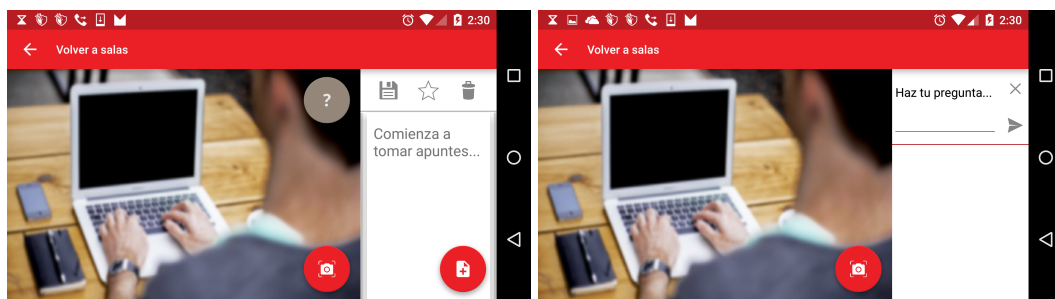 2:30
Volver a salas
?
Comienza a
tomar apuntes...
2:30
Volver a salas
Haz tu pregunta...